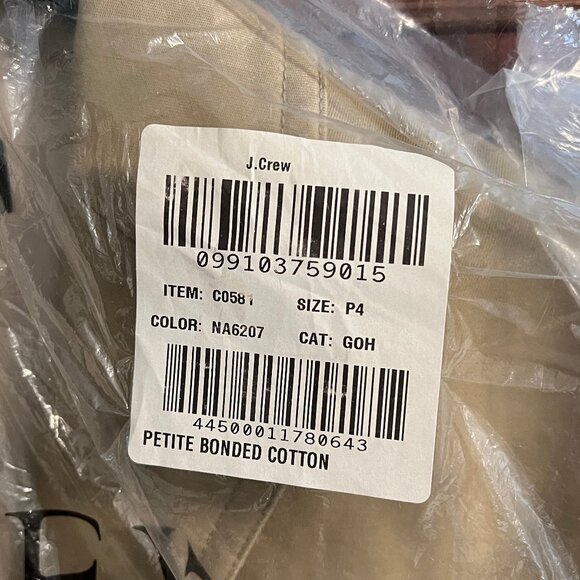 J.Crew
099103759015
ITEM: C0581 SIZE: P4
COLOR: NA6207 CAT: GOH
44500011780643
PETITE BONDED COTTON